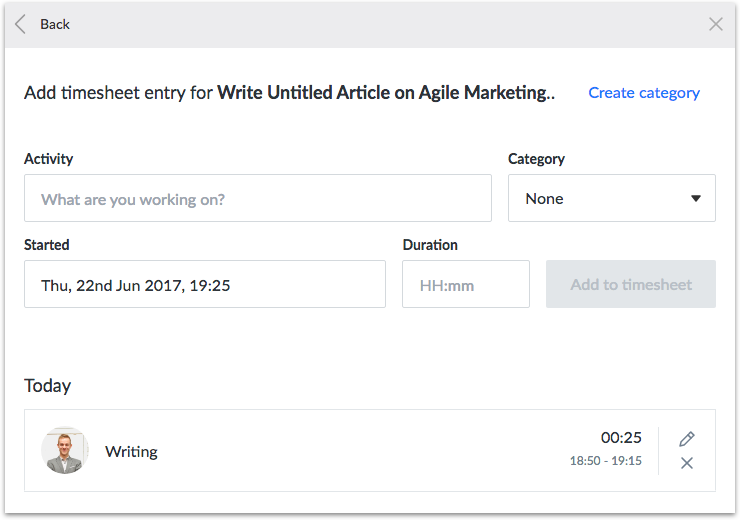 Back
Add timesheet entry for Write Untitled Article on Agile Marketing.. Create category
Activity Category
What are you working on? None
Started Duration
Thu, 22nd Jun 2017, 19:25 HH:mm Add to timesheet
Today
Writing 00:25
18:50 - 19:15